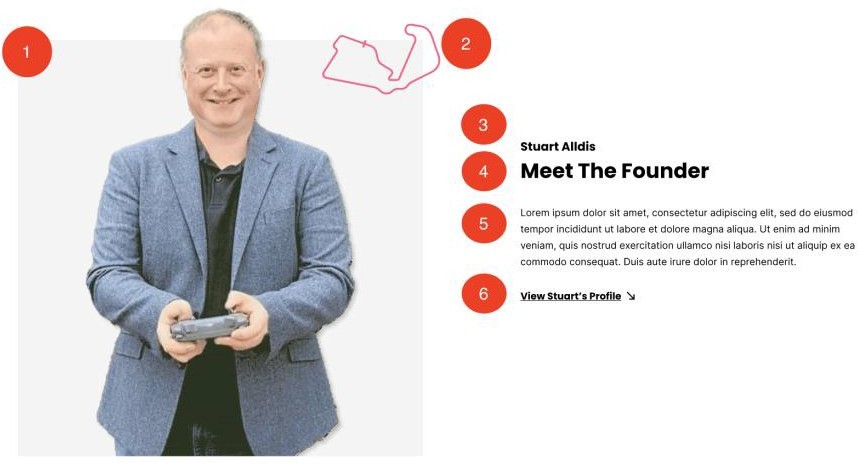 1
2
3
Stuart Alldis
4
Meet The Founder
5
Lorem ipsum dolor sit amet, consectetur adipiscing elit, sed do eiusmod
tempor incididunt ut labore et dolore magna aliqua. Ut enim ad minim
veniam, quis nostrud exercitation ullamco nisi laboris nisi ut aliquip ex ea
commodo consequat. Duis aute irure dolor in reprehenderit.
6
View Stuart’s Profile ↘